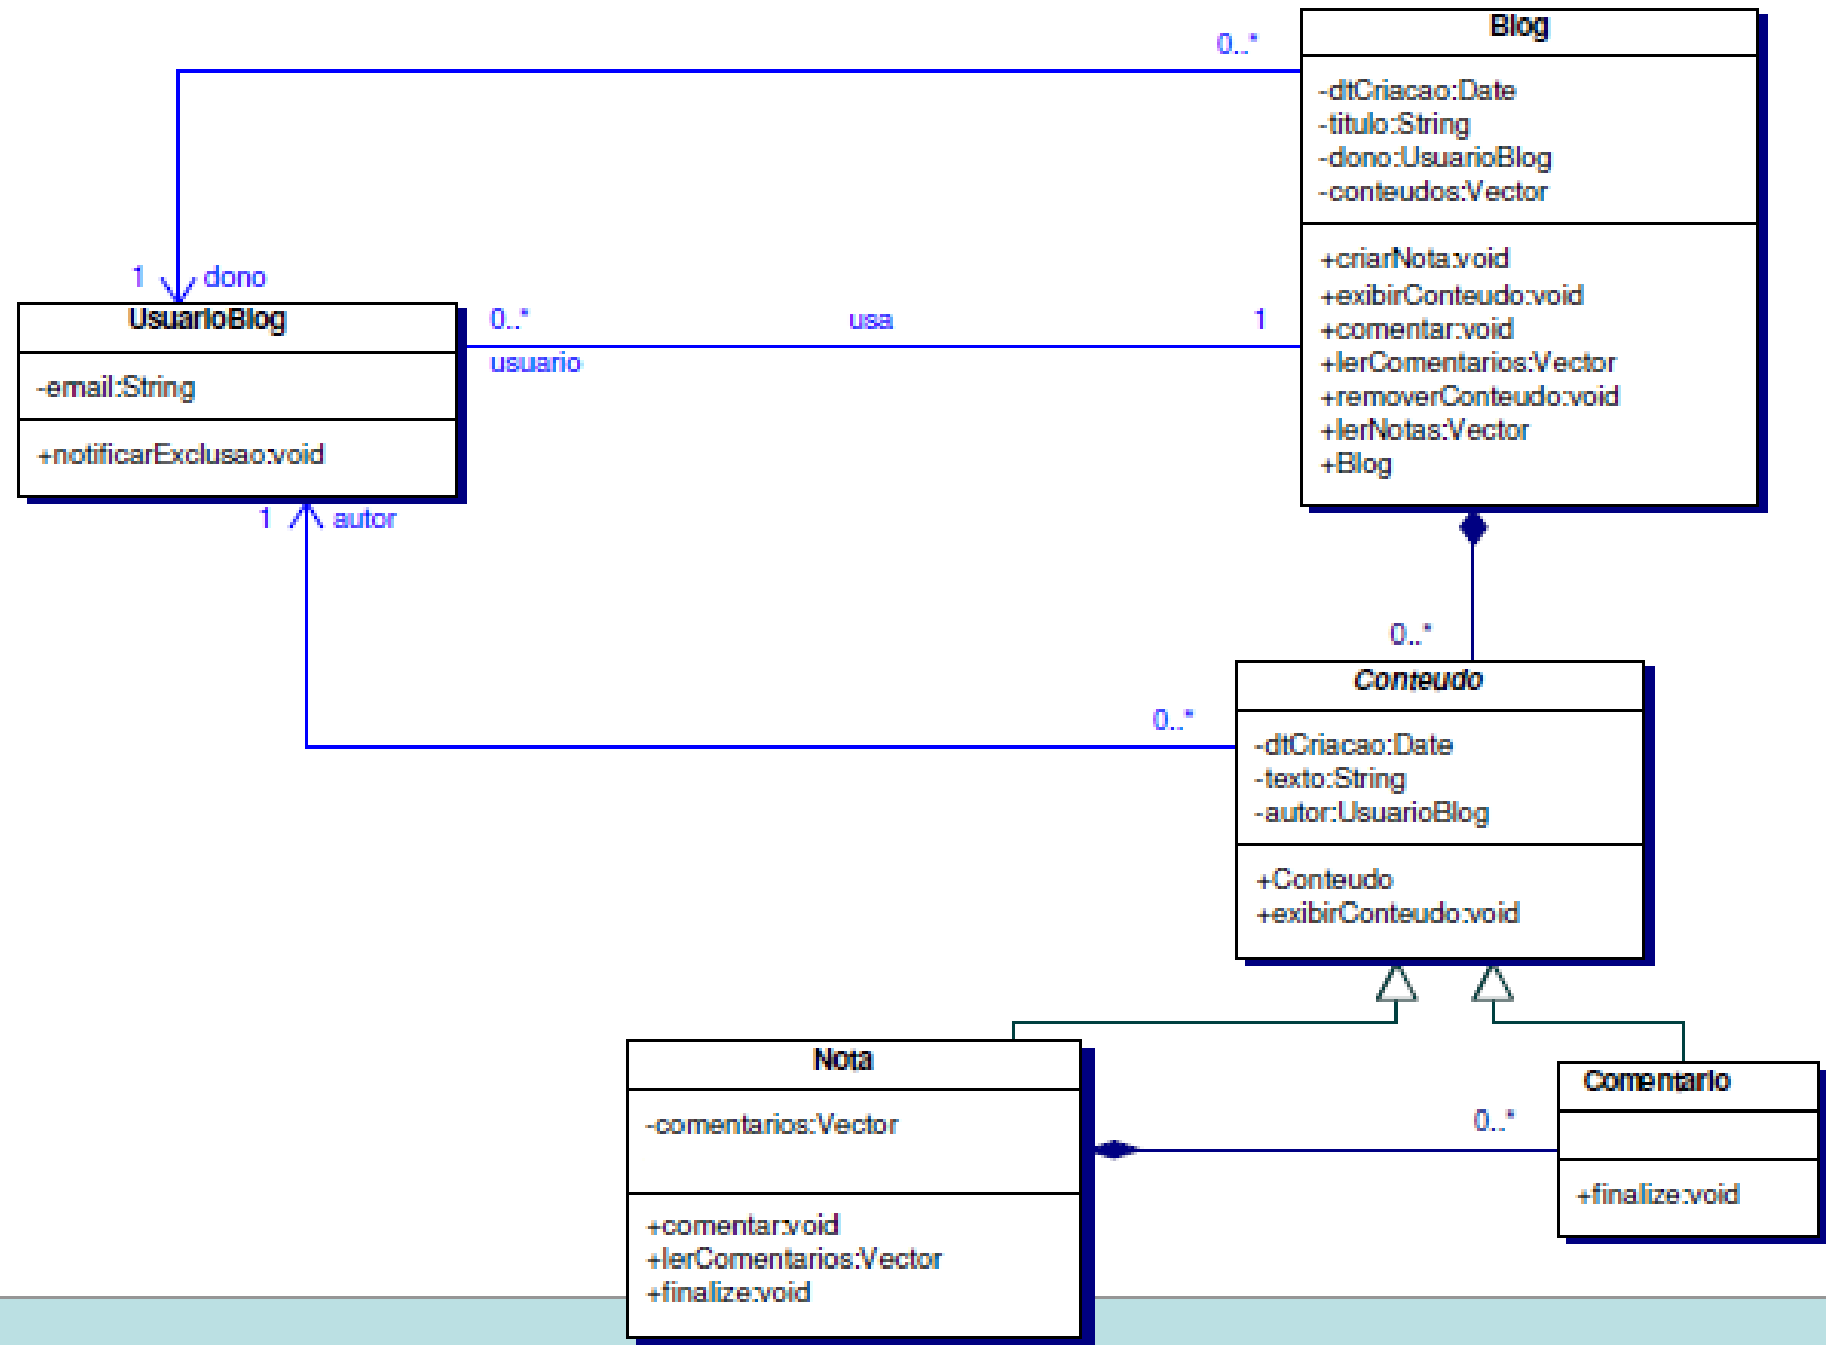 Blog
-dtCriacao:Date
-titulo:String
-dono:UsuarioBlog
-conteudos:Vector
+criarNota:void
+exibirConteudo:void
+comentar:void
+lerComentarios:Vector
+removerConteudo:void
+lerNotas:Vector
+Blog
0..*
1
dono
UsuarioBlog
-email:String
+notificarExclusao:void
0..*
usa
1
usuario
1
autor
0..*
0..*
Conteudo
-dtCriacao:Date
-texto:String
-autor:UsuarioBlog
+Conteudo
+exibirConteudo:void
Nota
-comentarios:Vector
+comentar:void
+lerComentarios:Vector
+finalize:void
0..*
Comentario
+finalize:void